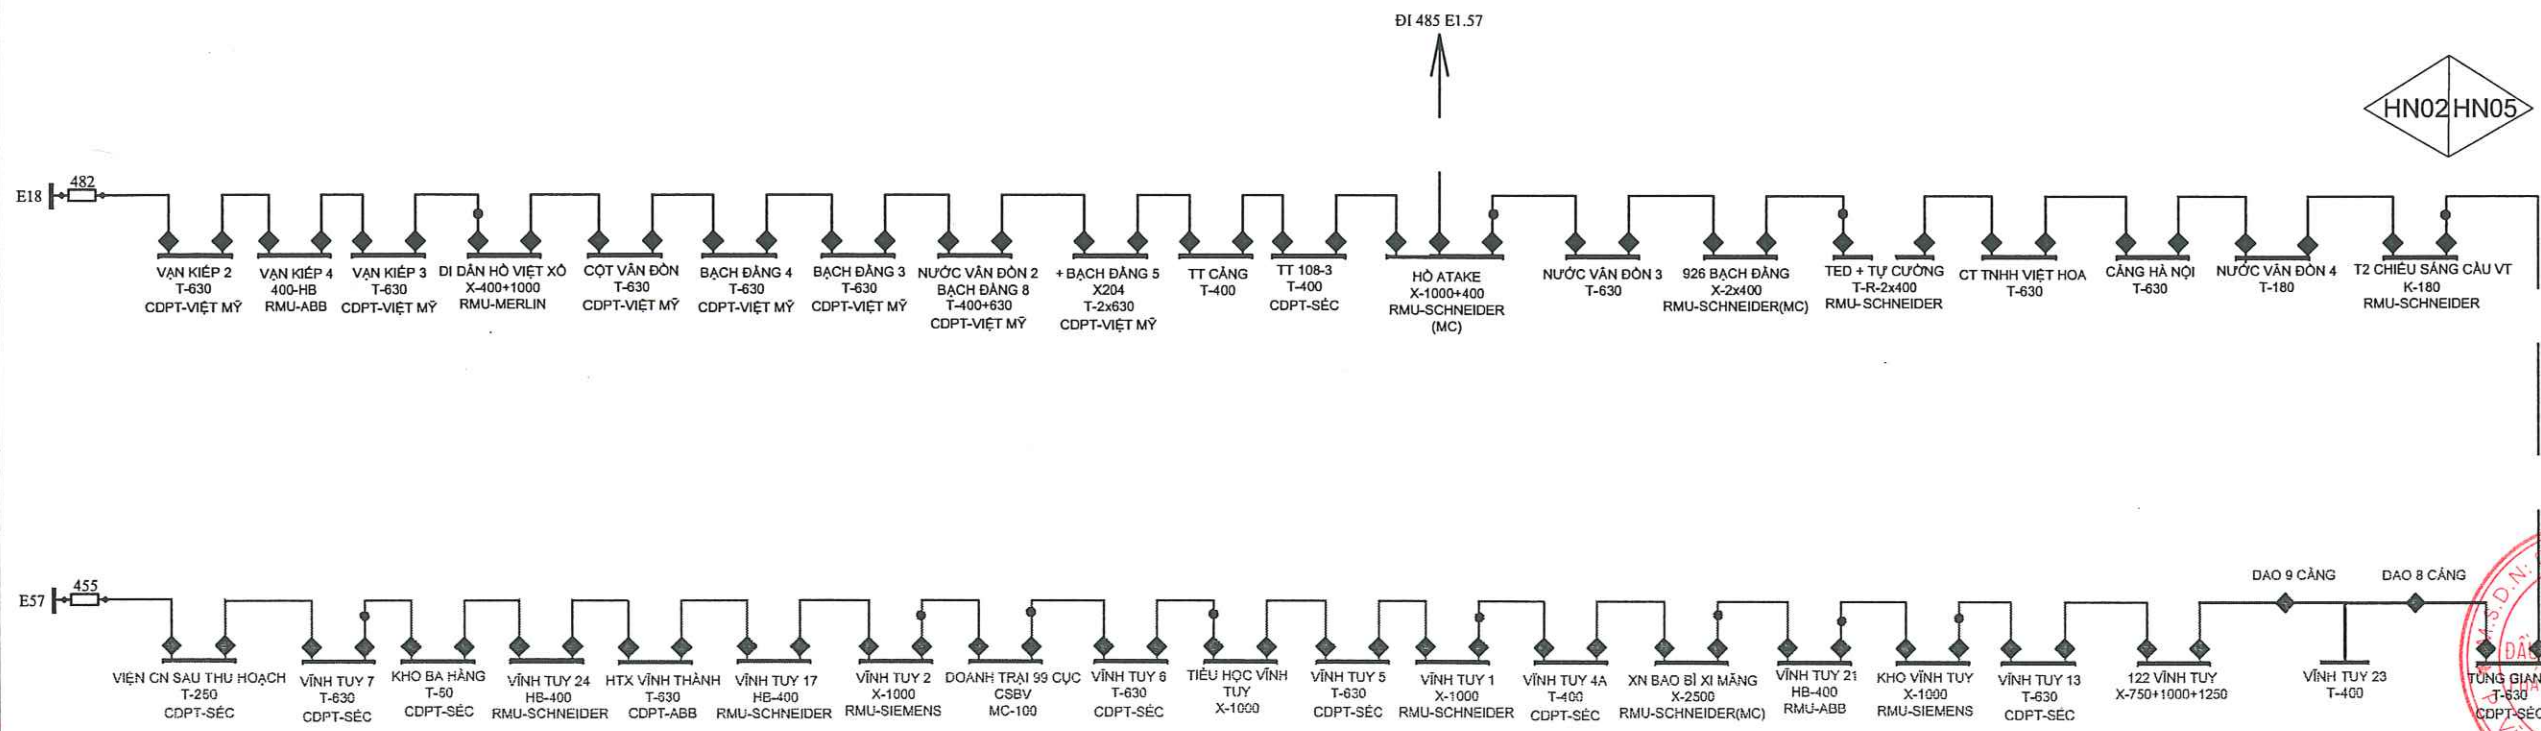 ĐI 485 E1.57
HN02
HN05
E18
482
VẠN KIẾP 2
T-630
CDPT-VIỆT MỸ
VẠN KIẾP 4
400-HB
RMU-ABB
VẠN KIẾP 3
T-630
CDPT-VIỆT MỸ
DI DÂN HỒ VIỆT XÔ
X-400+1000
RMU-MERLIN
CỘT VÂN ĐỒN
T-630
CDPT-VIỆT MỸ
BẠCH ĐẰNG 4
T-630
CDPT-VIỆT MỸ
BẠCH ĐẰNG 3
T-630
CDPT-VIỆT MỸ
NƯỚC VÂN ĐỒN 2
BẠCH ĐẰNG 8
T-400+630
CDPT-VIỆT MỸ
+ BẠCH ĐẰNG 5
X204
T-2x630
CDPT-VIỆT MỸ
TT CẢNG
T-400
TT 108-3
T-400
CDPT-SÉC
HỒ ATAKE
X-1000+400
RMU-SCHNEIDER
(MC)
NƯỚC VÂN ĐỒN 3
T-630
926 BẠCH ĐẰNG
X-2x400
RMU-SCHNEIDER(MC)
TED + TỰ CƯỜNG
T-R-2x400
RMU-SCHNEIDER
CT TNHH VIỆT HOA
T-630
CẢNG HÀ NỘI
T-630
NƯỚC VÂN ĐỒN 4
T-180
T2 CHIẾU SÁNG CẦU VT
K-180
RMU-SCHNEIDER
E57
455
DAO 9 CẢNG
DAO 8 CẢNG
VIỆN CN SAU THU HOẠCH
T-250
CDPT-SÉC
VĨNH TUY 7
T-630
CDPT-SÉC
KHO BA HÀNG
T-50
CDPT-SÉC
VĨNH TUY 24
HB-400
RMU-SCHNEIDER
HTX VĨNH THÀNH
T-630
CDPT-ABB
VĨNH TUY 17
HB-400
RMU-SCHNEIDER
VĨNH TUY 2
X-1000
RMU-SIEMENS
DOANH TRẠI 99 CỤC
CSBV
MC-100
VĨNH TUY 6
T-630
CDPT-SÉC
TIỂU HỌC VĨNH
TUY
X-1000
VĨNH TUY 5
T-630
CDPT-SÉC
VĨNH TUY 1
X-1000
RMU-SCHNEIDER
VĨNH TUY 4A
T-400
CDPT-SÉC
XN BAO BÌ XI MĂNG
X-2500
RMU-SCHNEIDER(MC)
VĨNH TUY 21
HB-400
RMU-ABB
KHO VĨNH TUY
X-1000
RMU-SIEMENS
VĨNH TUY 13
T-630
CDPT-SÉC
122 VĨNH TUY
X-750+1000+1250
VĨNH TUY 23
T-400
T-630
CDPT-SÉC
M.S.D.N: